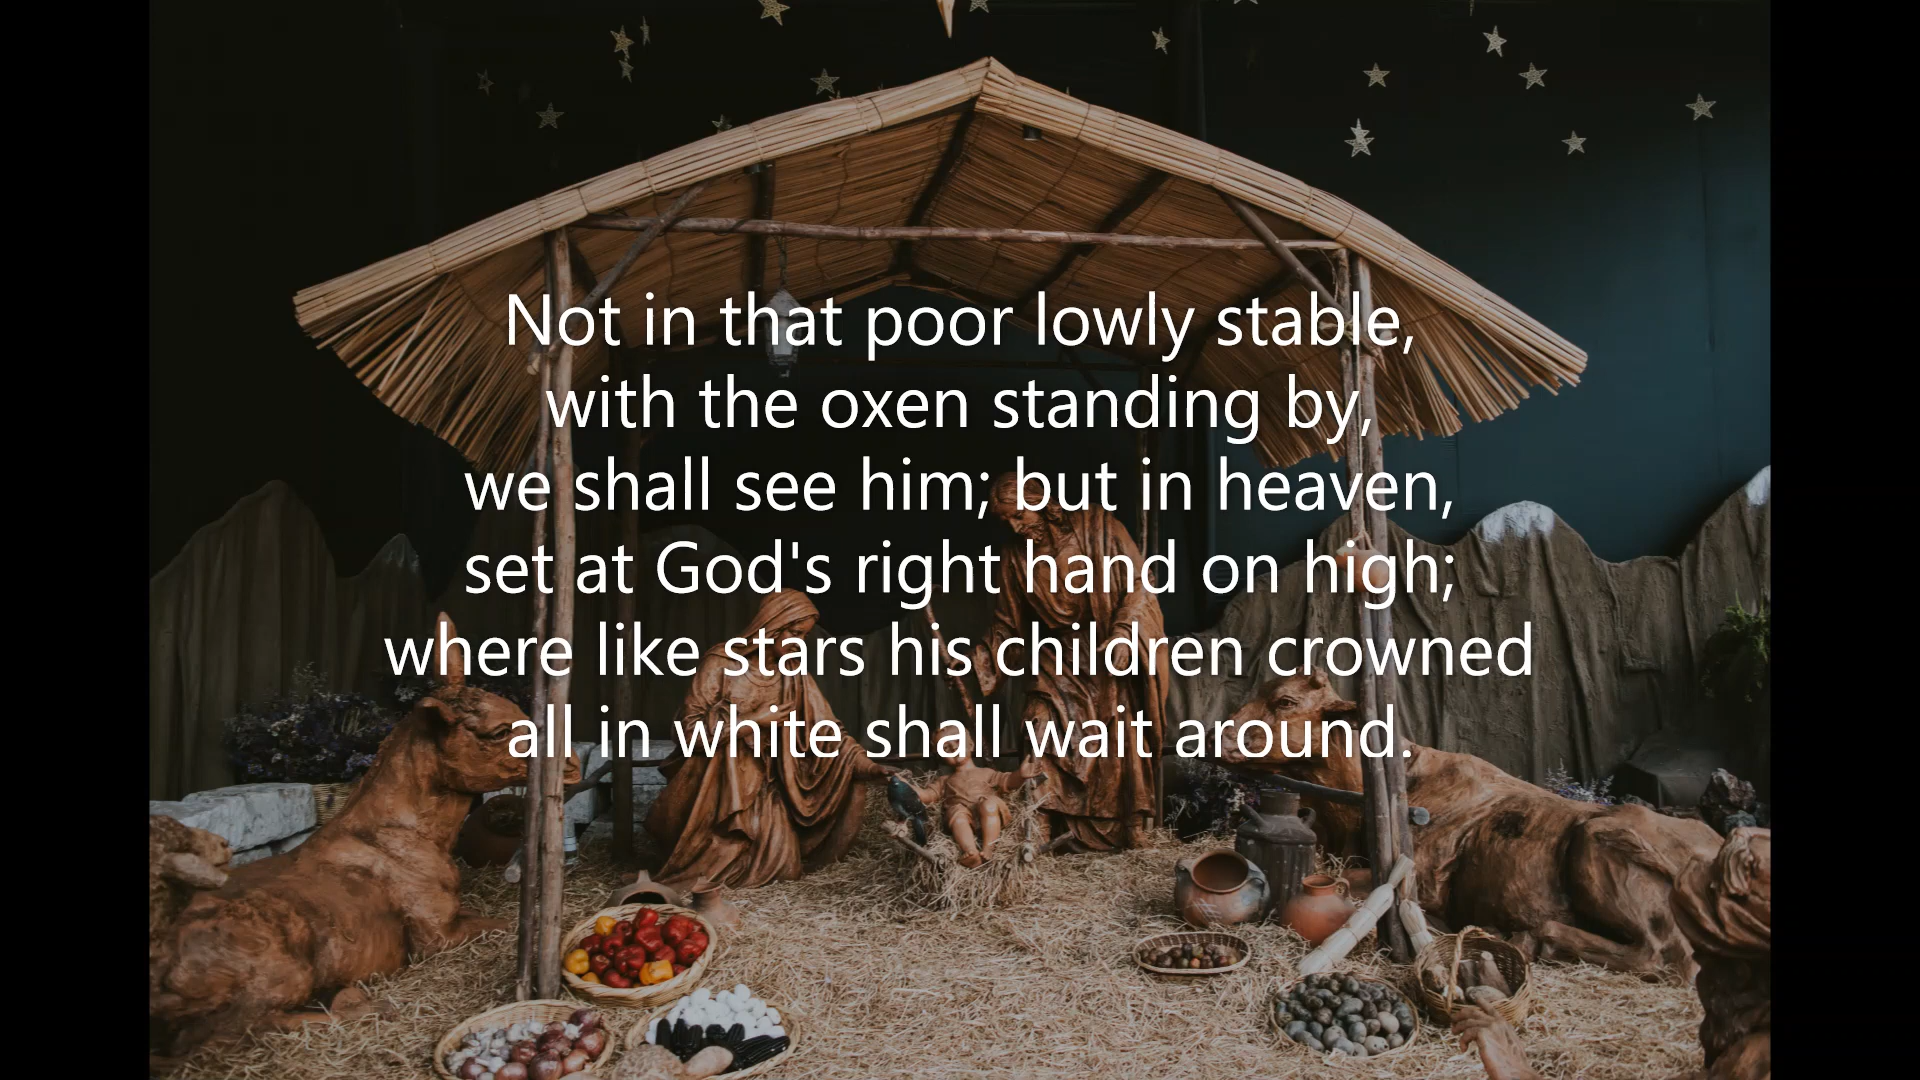 Not in that poor lowly stable,
with the oxen standing by,
we shall see him; but in heaven,
set at God's right hand on high;
where like stars his children crowned
all in white shall wait around.